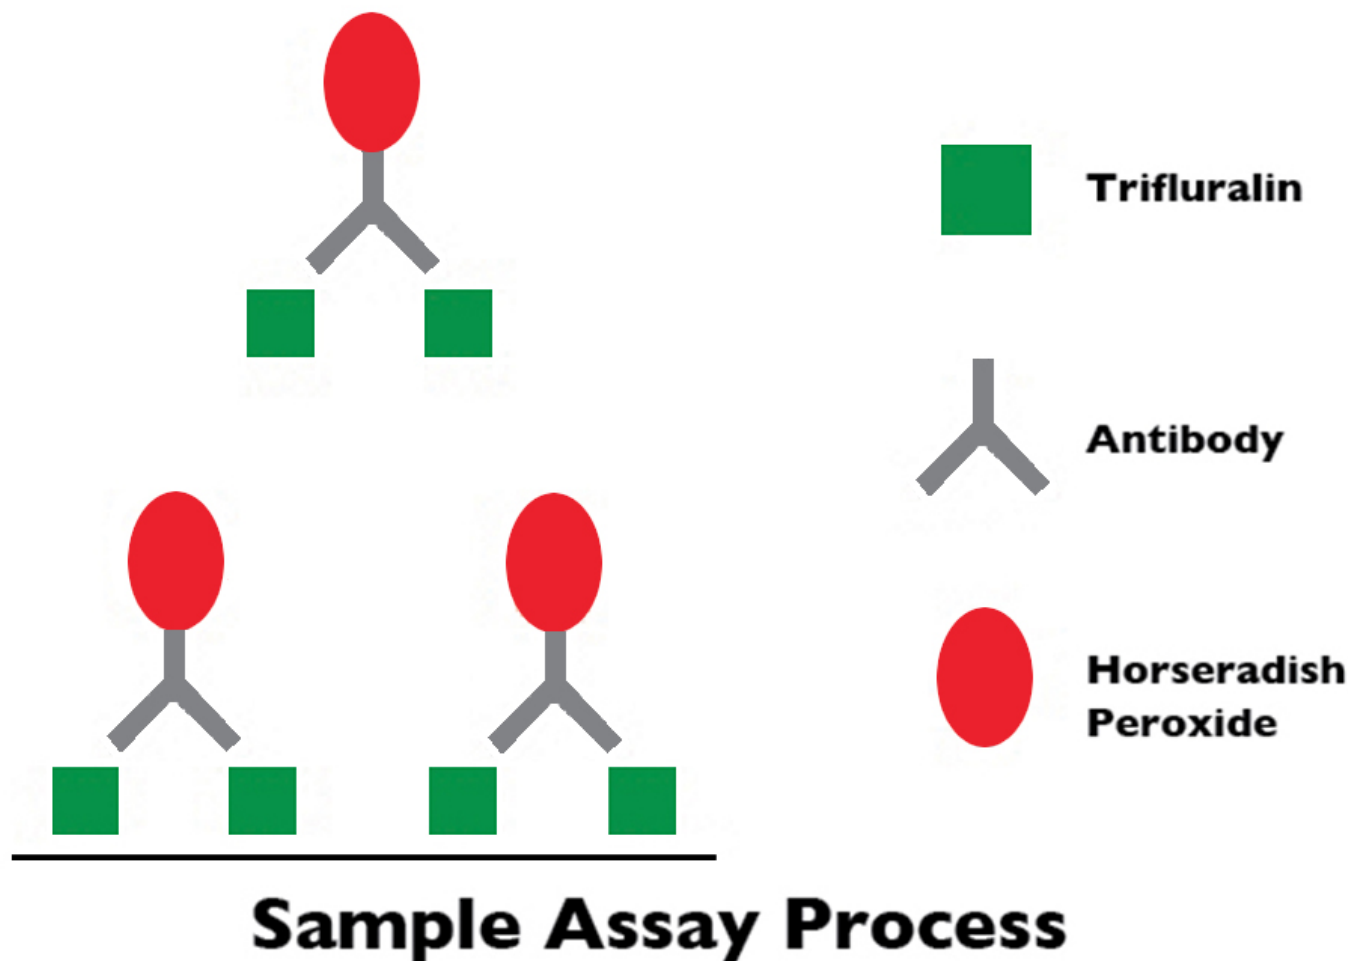 Trifluralin
Antibody
Horseradish
Peroxide
Sample Assay Process